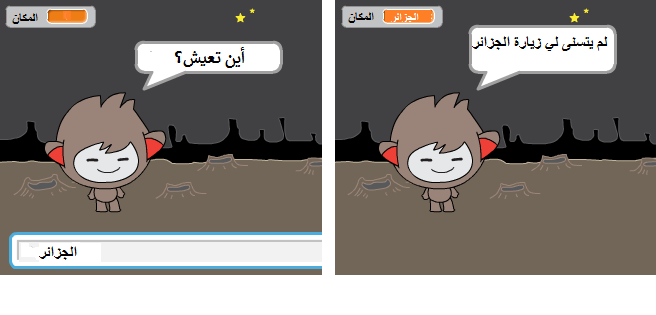 المكان
أين تعيش؟
الجزائر
المكان الجزائر
لم يتسنى لي زيارة الجزائر